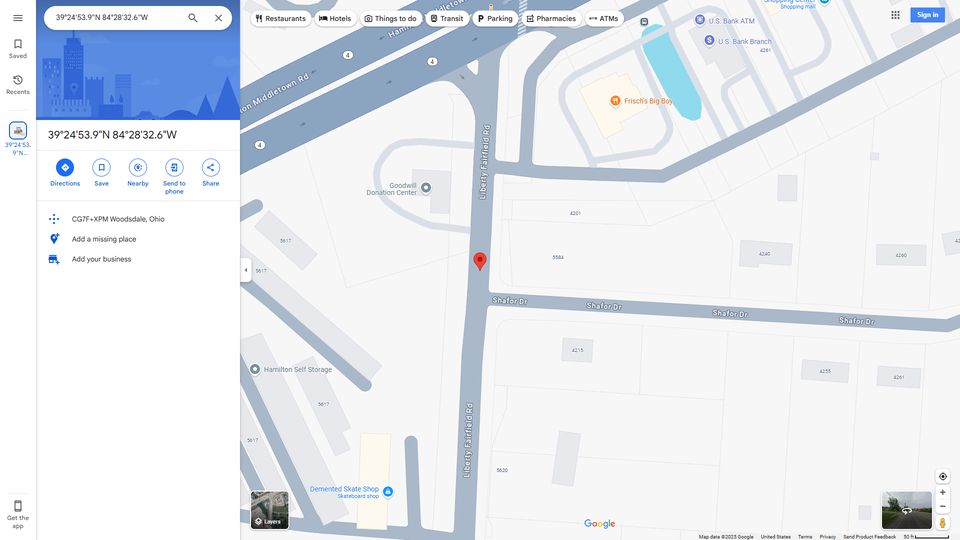 39°24'53.9"N 84°28'32.6"W
Restaurants
Hotels
Things to do
Transit
Parking
Pharmacies
ATMs
Sign in
Saved
Recents
39°24'53.
9"N...
39°24'53.9"N 84°28'32.6"W
Directions
Save
Nearby
Send to
phone
Share
CG7F+XPM Woodsdale, Ohio
Add a missing place
Add your business
Get the
app
Shopping mall
U.S. Bank ATM
U.S. Bank Branch
4261
4
4
4
Frisch's Big Boy
Liberty Fairfield Rd
Goodwill
Donation Center
4201
5617
5584
4240
4260
5617
Shafor Dr
Shafor Dr
Shafor Dr
Shafor Dr
4215
4255
4261
Hamilton Self Storage
5617
5617
Liberty Fairfield Rd
5620
Demented Skate Shop
Skateboard shop
Layers
Google
Map data ©2025 Google United States Terms Privacy Send Product Feedback 50 ft